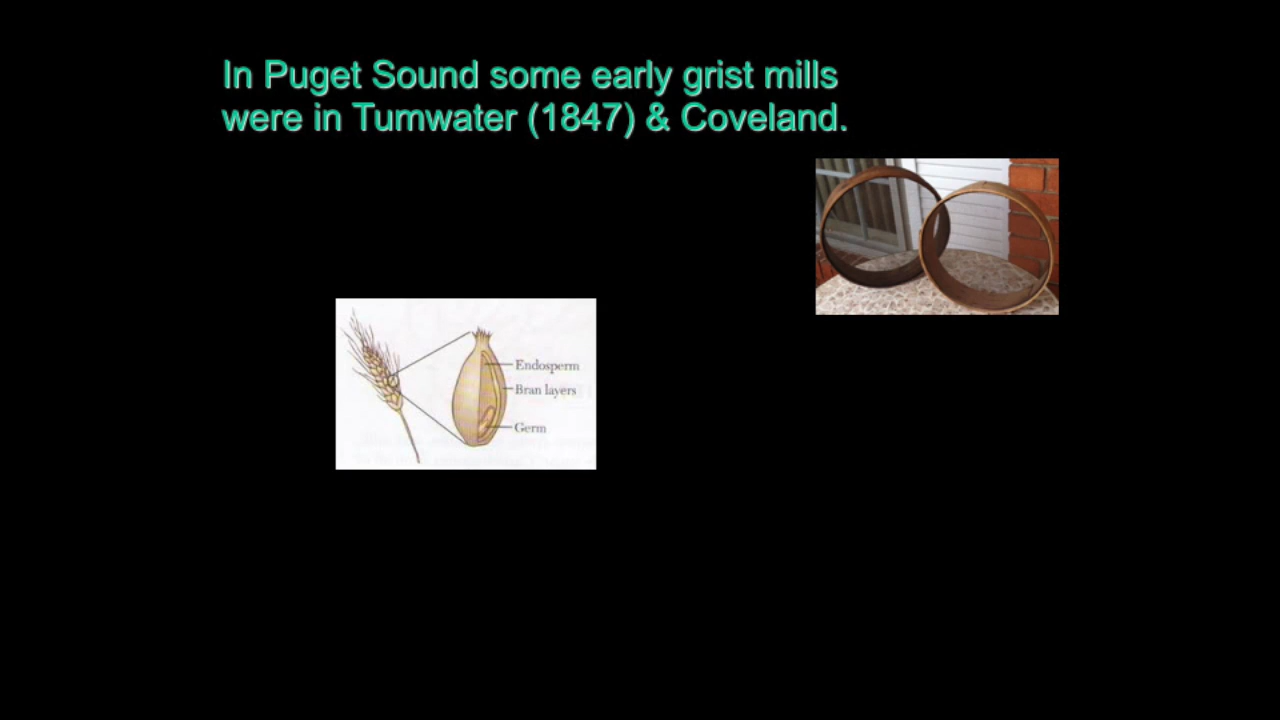 In Puget Sound some early grist mills
were in Tumwater (1847) & Coveland.
Endosperm
Bran layers
Germ